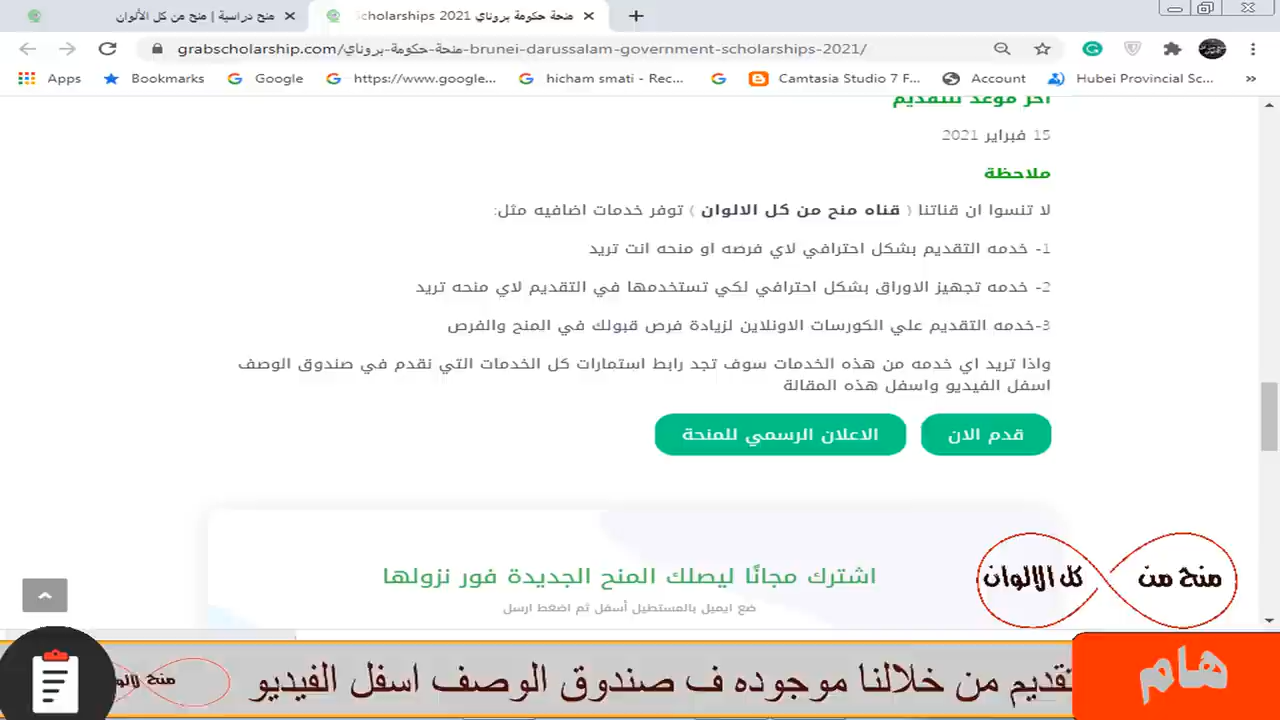 منح دراسية | منح من كل الألوان
منحة حكومة بروناي Scholarships 2021
grabscholarship.com/منحة-حكومة-بروناي-brunei-darussalam-government-scholarships-2021/
Apps Bookmarks Google https://www.google... hicham smati - Rec... Camtasia Studio 7 F... Account Hubei Provincial Sc... »
اخر موعد للتقديم
15 فبراير 2021
ملاحظة
لا تنسوا ان قناتنا ( قناه منح من كل الالوان ) توفر خدمات اضافيه مثل:
1- خدمه التقديم بشكل احترافي لاي فرصه او منحه انت تريد
2- خدمه تجهيز الاوراق بشكل احترافي لكي تستخدمها في التقديم لاي منحه تريد
3-خدمه التقديم علي الكورسات الاونلاين لزيادة فرص قبولك في المنح والفرص
واذا تريد اي خدمه من هذه الخدمات سوف تجد رابط استمارات كل الخدمات التي نقدم في صندوق الوصف
اسفل الفيديو واسفل هذه المقالة
قدم الان
الاعلان الرسمي للمنحة
اشترك مجانًا ليصلك المنح الجديدة فور نزولها
ضع ايميل بالمستطيل أسفل ثم اضغط ارسل
منح من كل الالوان
هام
تقديم من خلالنا موجوده ف صندوق الوصف اسفل الفيديو